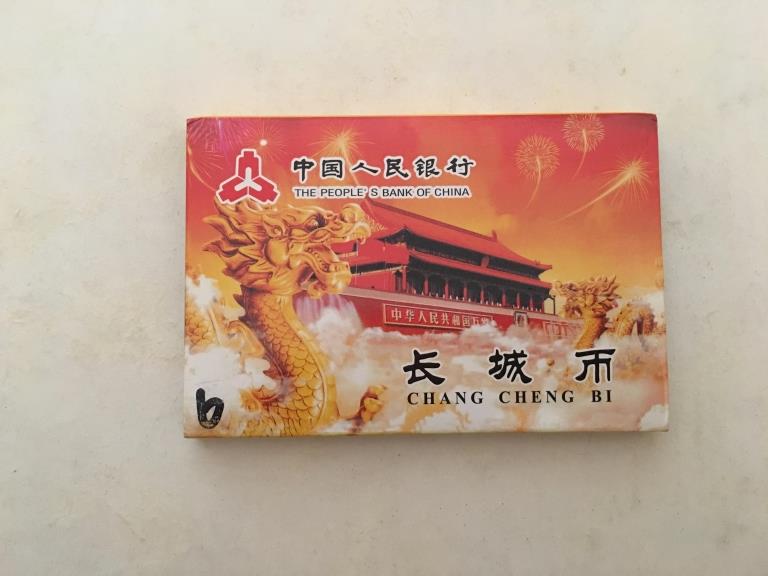 中国人民银行
THE PEOPLE'S BANK OF CHINA
中华人民共和国万岁
长城币
CHANG CHENG BI
b